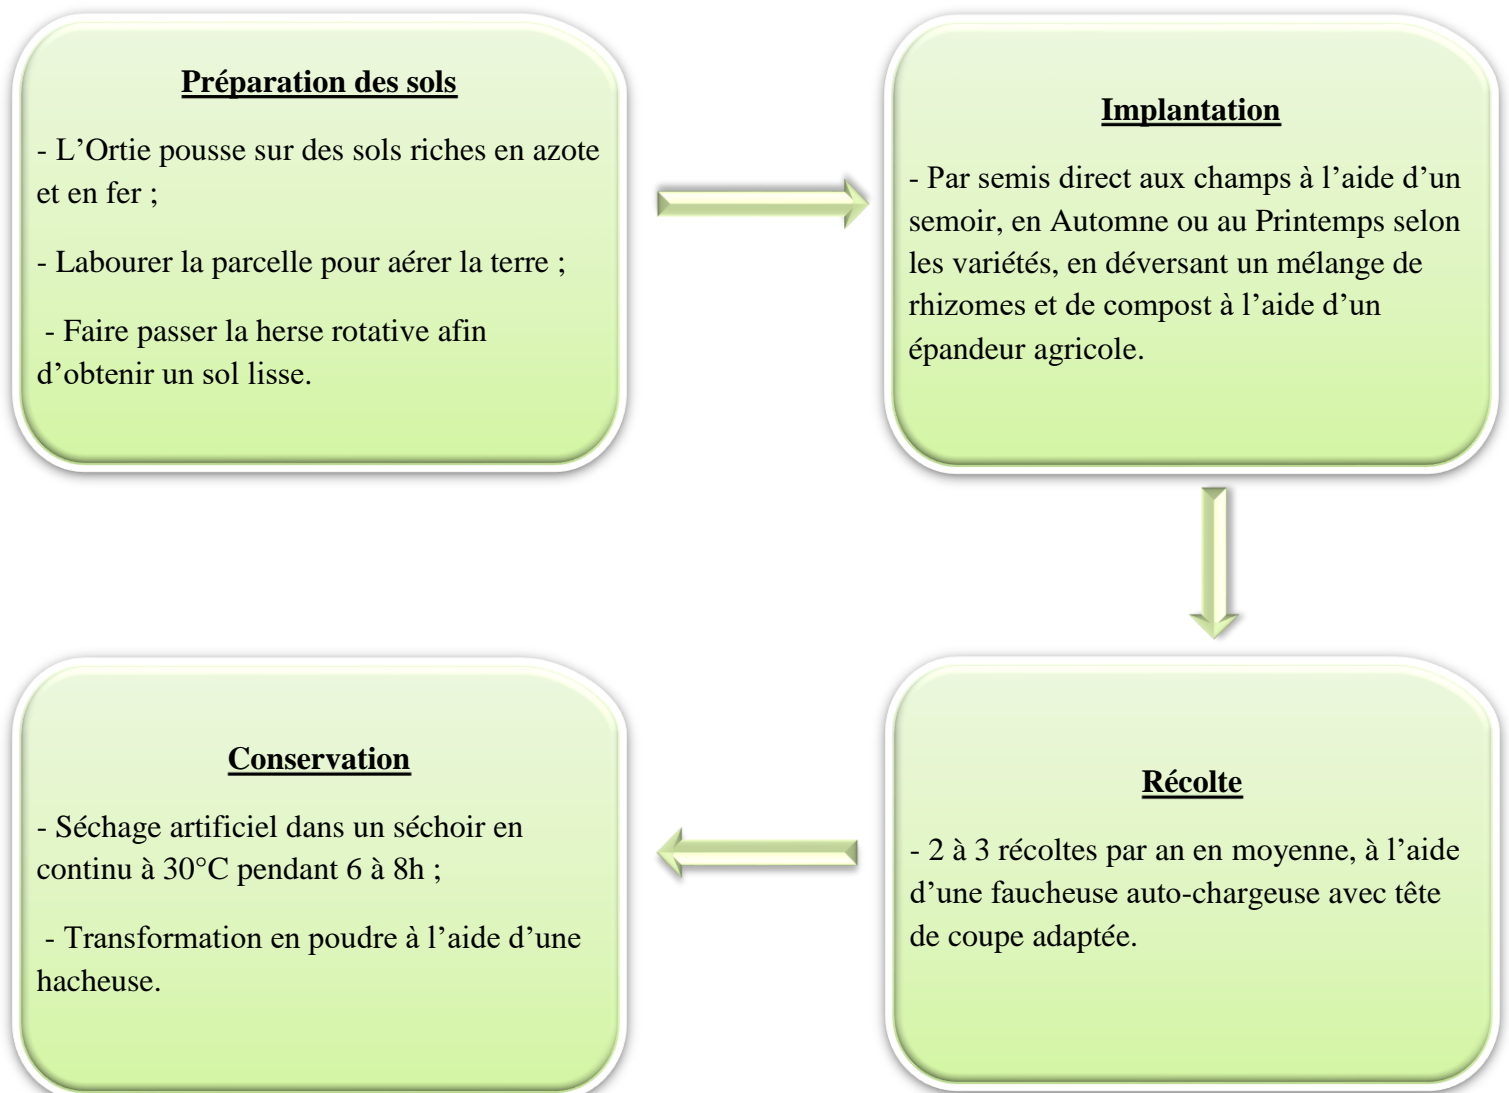 Préparation des sols
- L’Ortie pousse sur des sols riches en azote
et en fer ;
- Labourer la parcelle pour aérer la terre ;
- Faire passer la herse rotative afin
d’obtenir un sol lisse.
Implantation
- Par semis direct aux champs à l’aide d’un
semoir, en Automne ou au Printemps selon
les variétés, en déversant un mélange de
rhizomes et de compost à l’aide d’un
épandeur agricole.
Récolte
- 2 à 3 récoltes par an en moyenne, à l’aide
d’une faucheuse auto-chargeuse avec tête
de coupe adaptée.
Conservation
- Séchage artificiel dans un séchoir en
continu à 30°C pendant 6 à 8h ;
- Transformation en poudre à l’aide d’une
hacheuse.